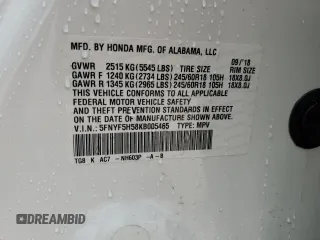 MFD. BY HONDA MFG. OF ALABAMA, LLC
09/18
GVWR 2515 KG (5545 LBS) TIRE SIZE RIM SIZE
GAWR F 1240 KG (2734 LBS) 245/60R18 105H 18X8.0J
GAWR R 1345 KG (2965 LBS) 245/60R18 105H 18X8.0J
THIS VEHICLE CONFORMS TO ALL APPLICABLE
FEDERAL MOTOR VEHICLE SAFETY AND
THEFT PREVENTION STANDARDS IN EFFECT ON
THE DATE OF MANUFACTURE SHOWN ABOVE.
V.I.N.: 5FNYF5H58KB005465 TYPE: MPV
TG8 K AC7 -NH603P -A-B
© AUTOBIDCAR